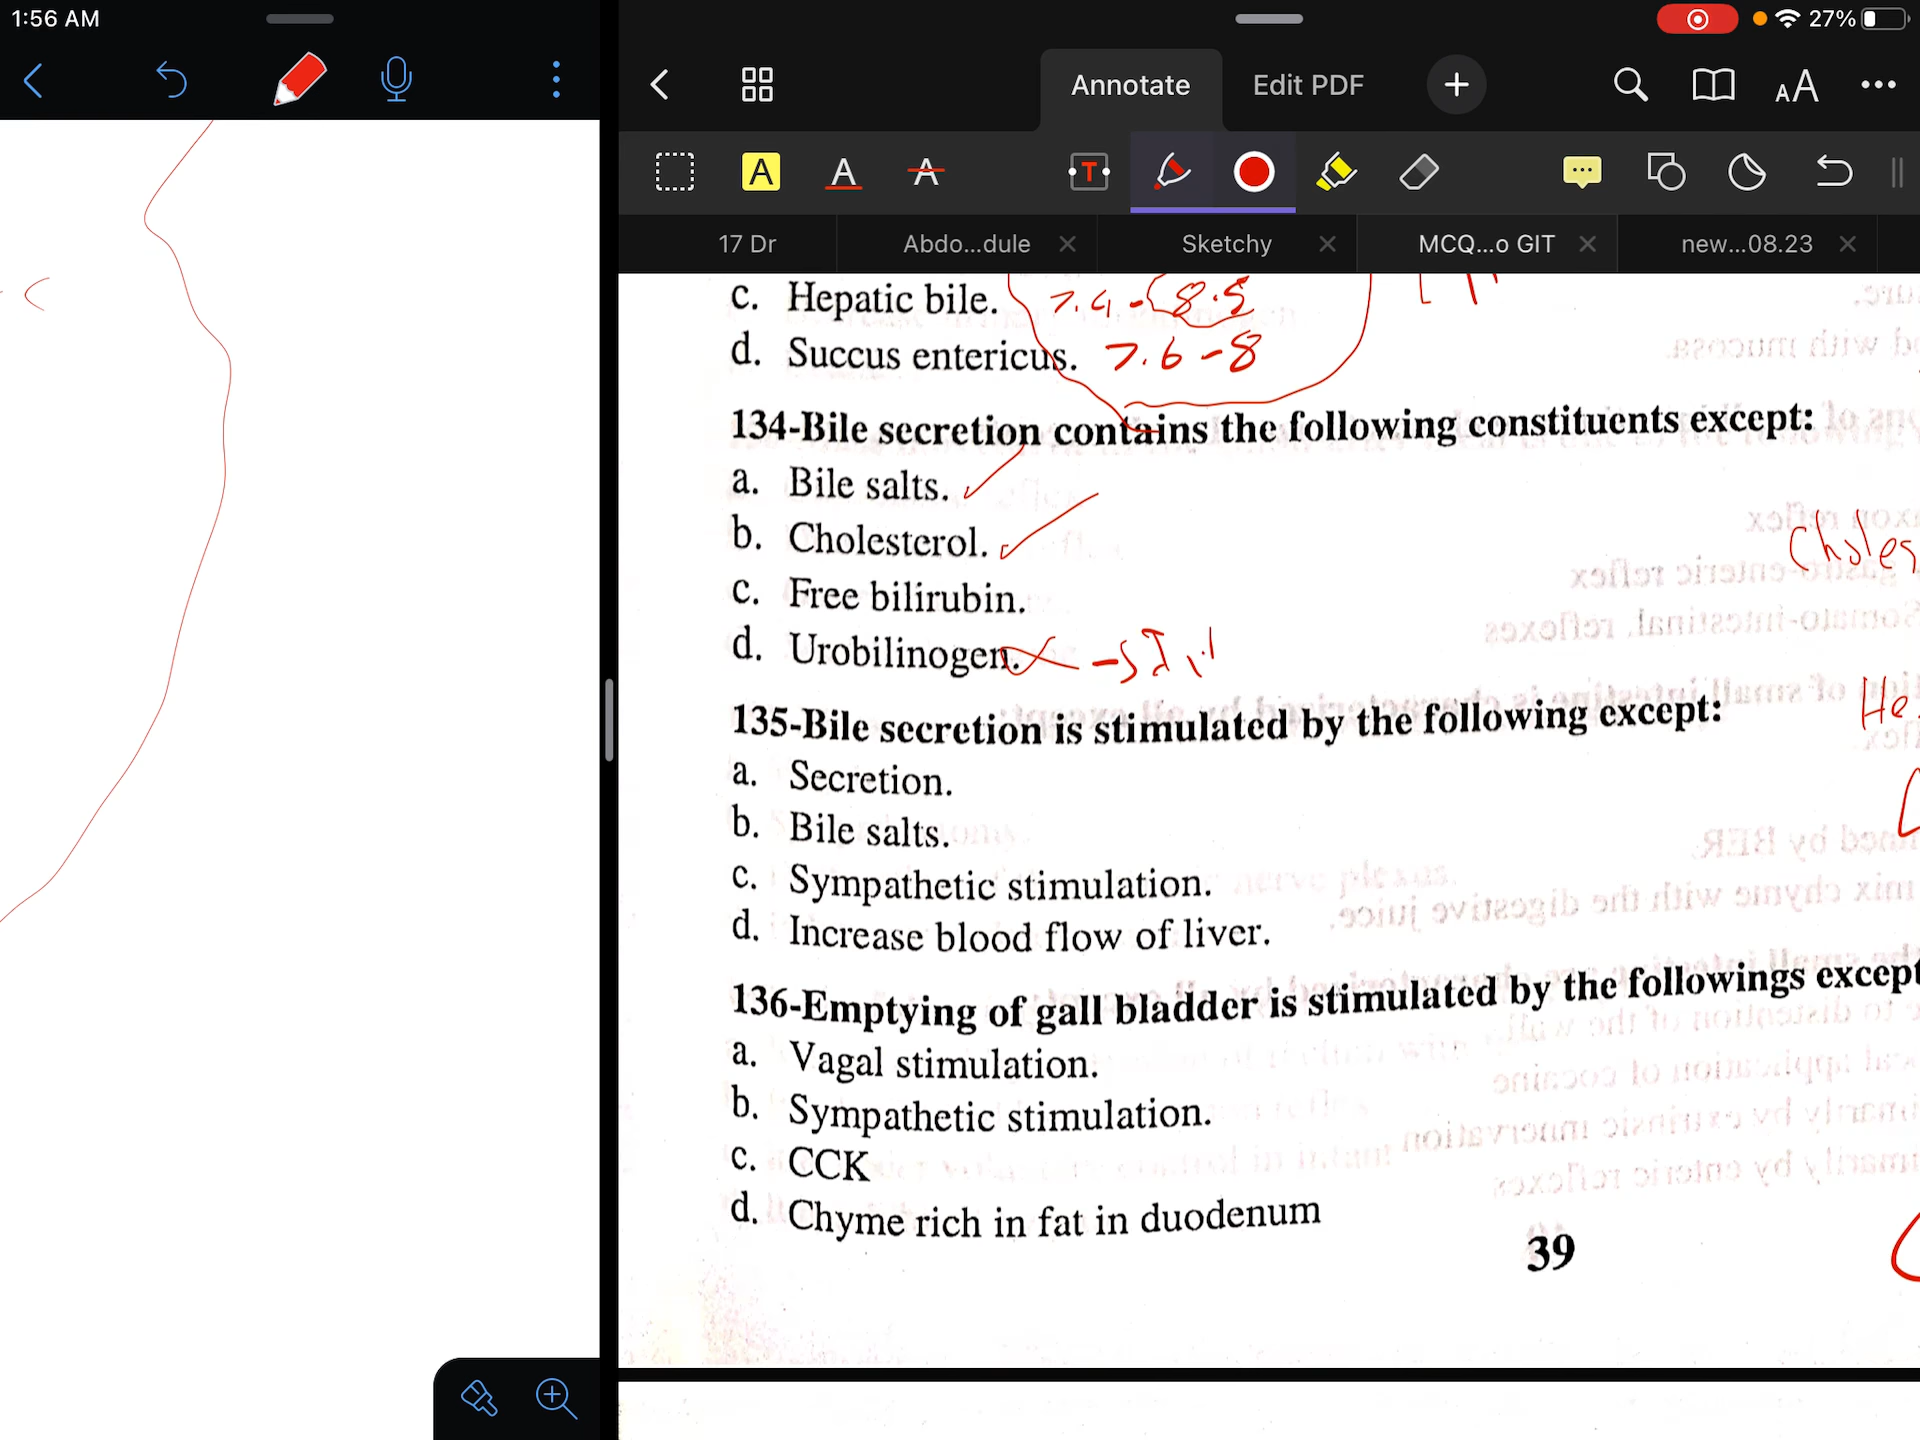 1:56 AM
27%
Annotate
Edit PDF
17 Dr
Abdo...dule
Sketchy
MCQ...o GIT
new...08.23
c. Hepatic bile. 7.4 - 8.5
d. Succus entericus. 7.6 - 8
134-Bile secretion contains the following constituents except:
a. Bile salts.
b. Cholesterol.
c. Free bilirubin.
d. Urobilinogen.
Choles
135-Bile secretion is stimulated by the following except:
He
a. Secretion.
b. Bile salts.
c. Sympathetic stimulation.
d. Increase blood flow of liver.
136-Emptying of gall bladder is stimulated by the followings except
a. Vagal stimulation.
b. Sympathetic stimulation.
c. CCK
d. Chyme rich in fat in duodenum
39